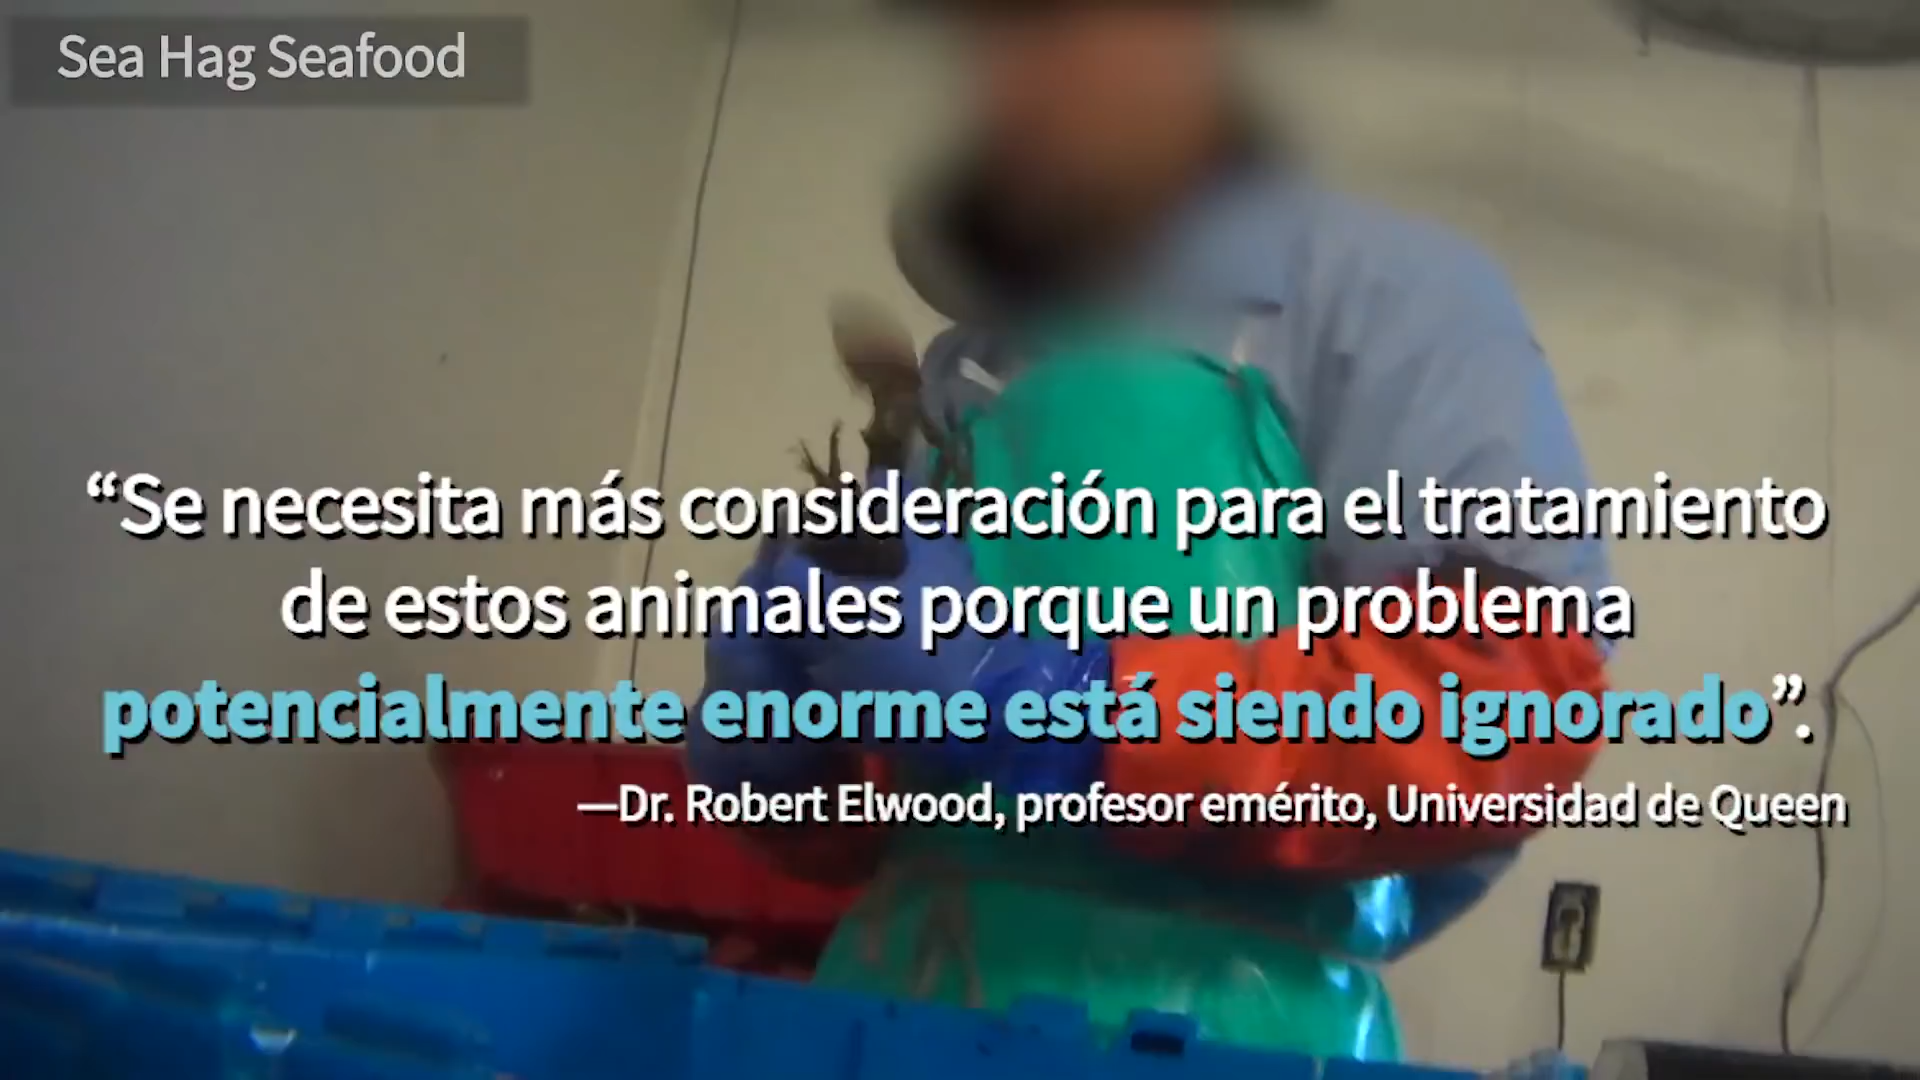 Sea Hag Seafood
“Se necesita más consideración para el tratamiento
de estos animales porque un problema
potencialmente enorme está siendo ignorado”.
—Dr. Robert Elwood, profesor emérito, Universidad de Queen